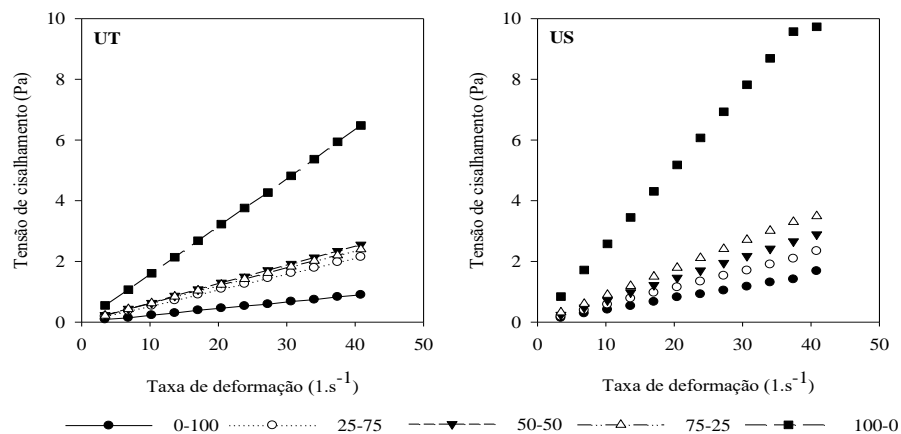 UT
US
Tensão de cisalhamento (Pa)
10
8
6
4
2
0
0 10 20 30 40 50
Taxa de deformação (1.s⁻¹)
Tensão de cisalhamento (Pa)
10
8
6
4
2
0
0 10 20 30 40 50
Taxa de deformação (1.s⁻¹)
0-100 25-75 50-50 75-25 100-0